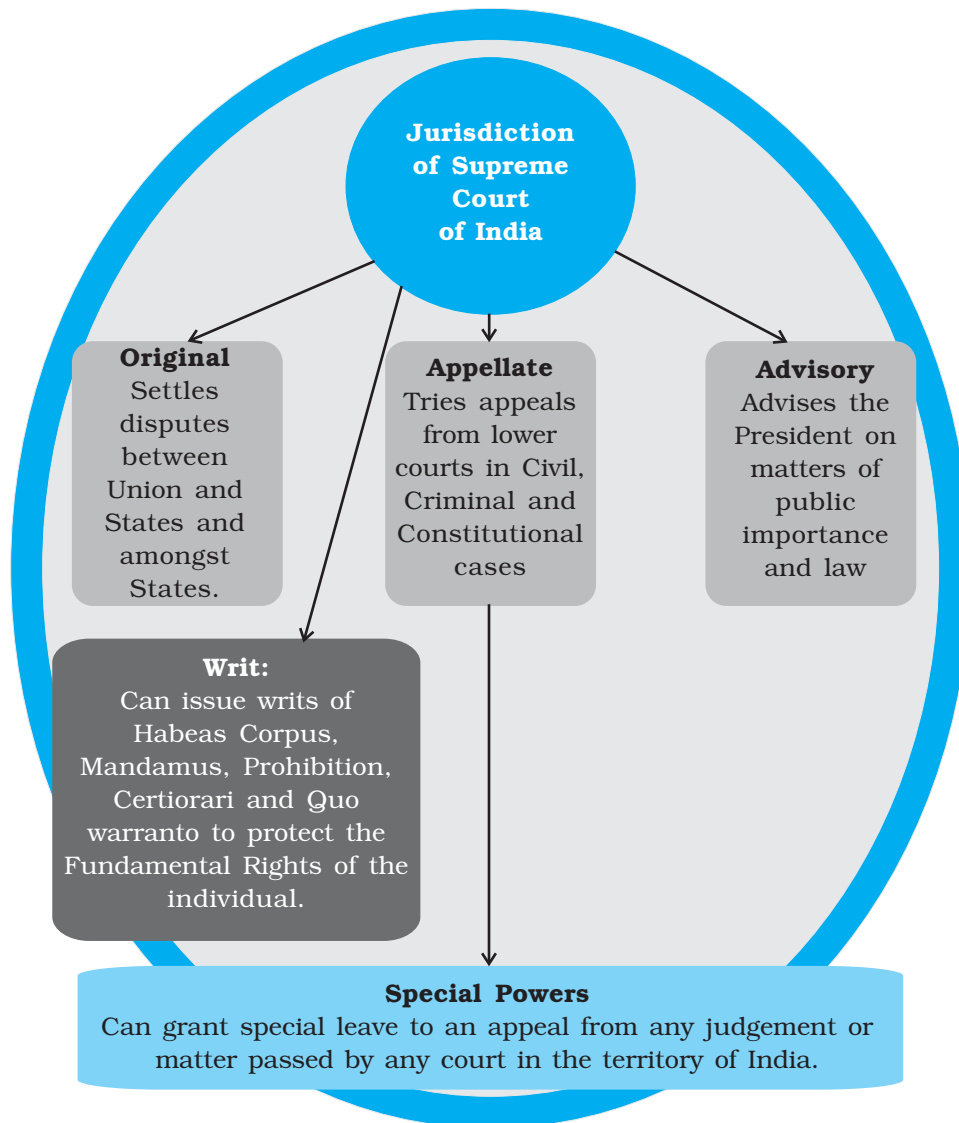 Jurisdiction
of Supreme
Court
of India
Original
Settles
disputes
between
Union and
States and
amongst
States.
Appellate
Tries appeals
from lower
courts in Civil,
Criminal and
Constitutional
cases
Advisory
Advises the
President on
matters of
public
importance
and law
Writ:
Can issue writs of
Habeas Corpus,
Mandamus, Prohibition,
Certiorari and Quo
warranto to protect the
Fundamental Rights of the
individual.
Special Powers
Can grant special leave to an appeal from any judgement or
matter passed by any court in the territory of India.